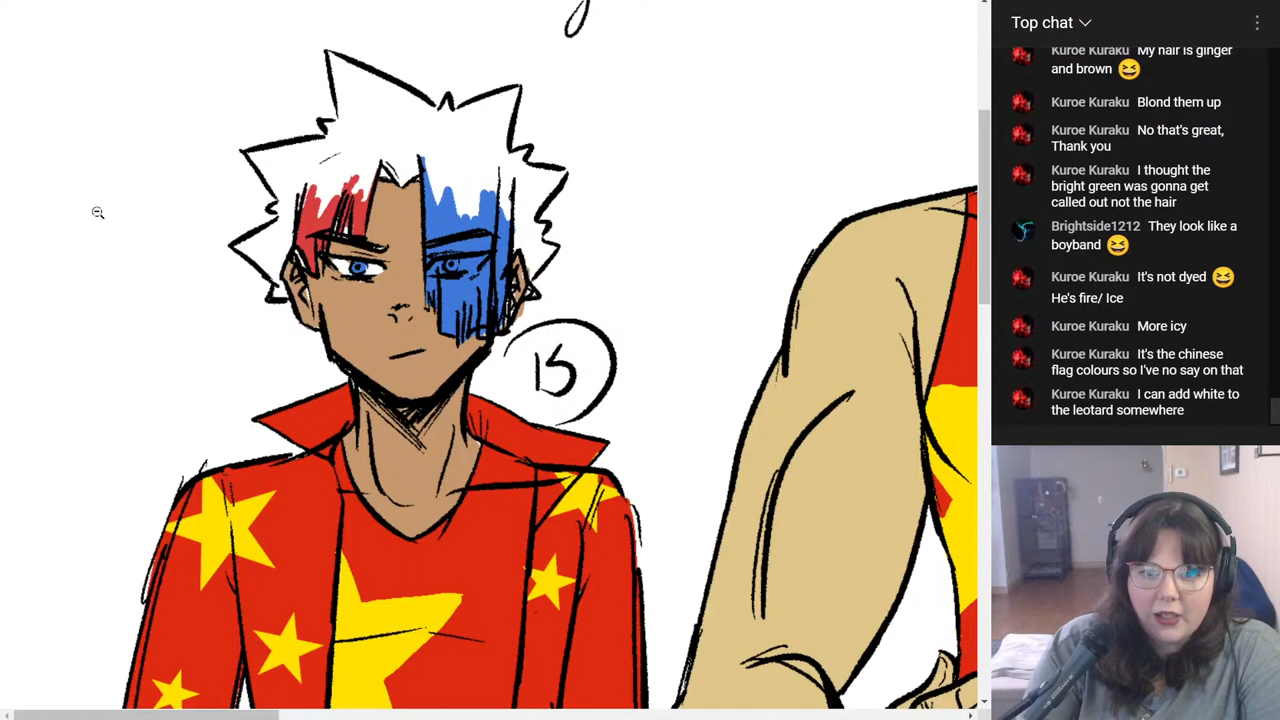 15
Top chat
Kuroe Kuraku My hair is ginger
and brown
Kuroe Kuraku Blond them up
Kuroe Kuraku No that's great,
Thank you
Kuroe Kuraku I thought the
bright green was gonna get
called out not the hair
Brightside1212 They look like a
boyband
Kuroe Kuraku It's not dyed
He's fire/ Ice
Kuroe Kuraku More icy
Kuroe Kuraku It's the chinese
flag colours so I've no say on that
Kuroe Kuraku I can add white to
the leotard somewhere